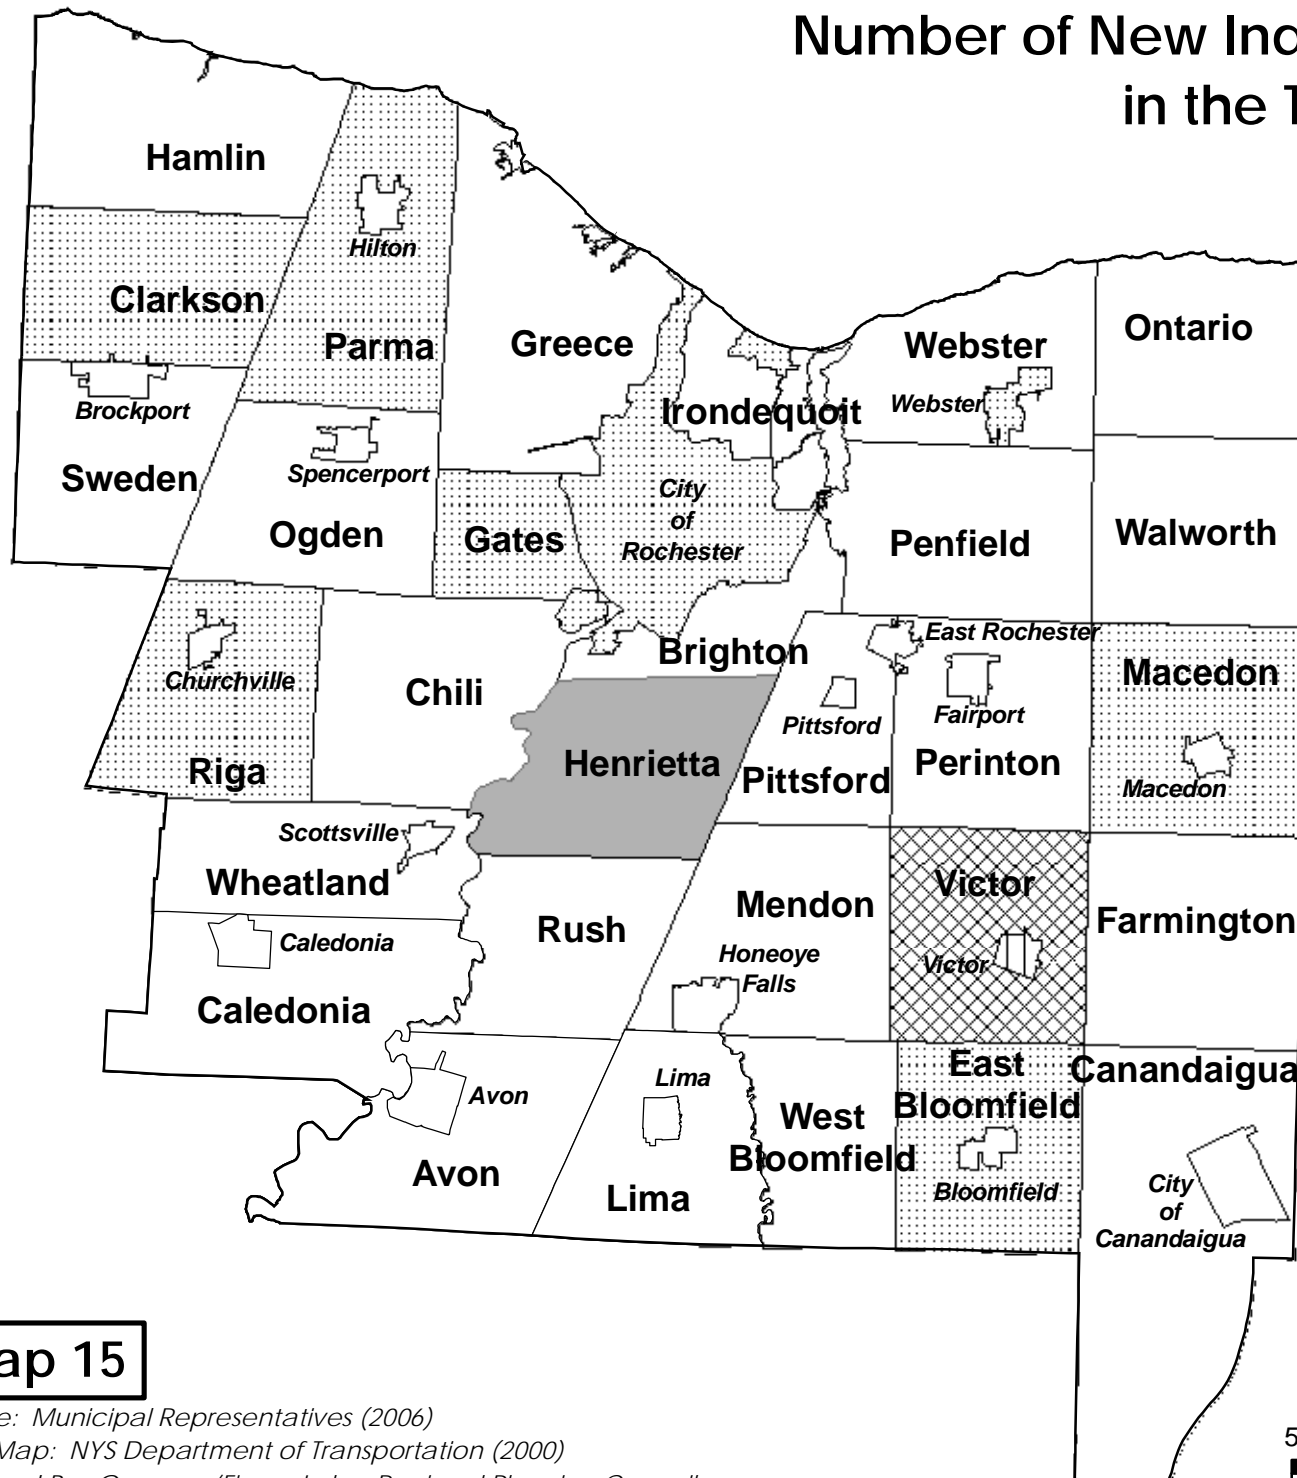 Number of New Ind
in the T
Hamlin
Hilton
Clarkson
Parma
Greece
Webster
Ontario
Brockport
Irondequoit
Webster
Sweden
Spencerport
City
of
Rochester
Ogden
Gates
Penfield
Walworth
East Rochester
Brighton
Macedon
Churchville
Chili
Pittsford
Fairport
Riga
Henrietta
Pittsford
Perinton
Macedon
Scottsville
Wheatland
Mendon
Victor
Farmington
Rush
Caledonia
Honeoye
Falls
Victor
Caledonia
East
Bloomfield
Canandaigua
Lima
Avon
West
Bloomfield
Avon
Lima
Bloomfield
City
of
Canandaigua
ap 15
e: Municipal Representatives (2006)
Map: NYS Department of Transportation (2000)
5